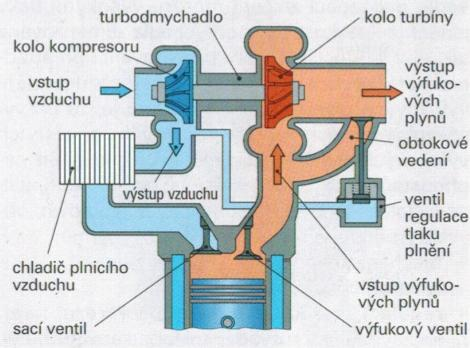 turbodmychadlo
kolo turbíny
kolo kompresoru
vstup
vzduchu
výstup
výfuko-
vých
plynů
obtokové
vedení
výstup vzduchu
ventil
regulace
tlaku
plnění
chladič plnicího
vzduchu
vstup výfuko-
vých plynů
sací ventil
výfukový ventil